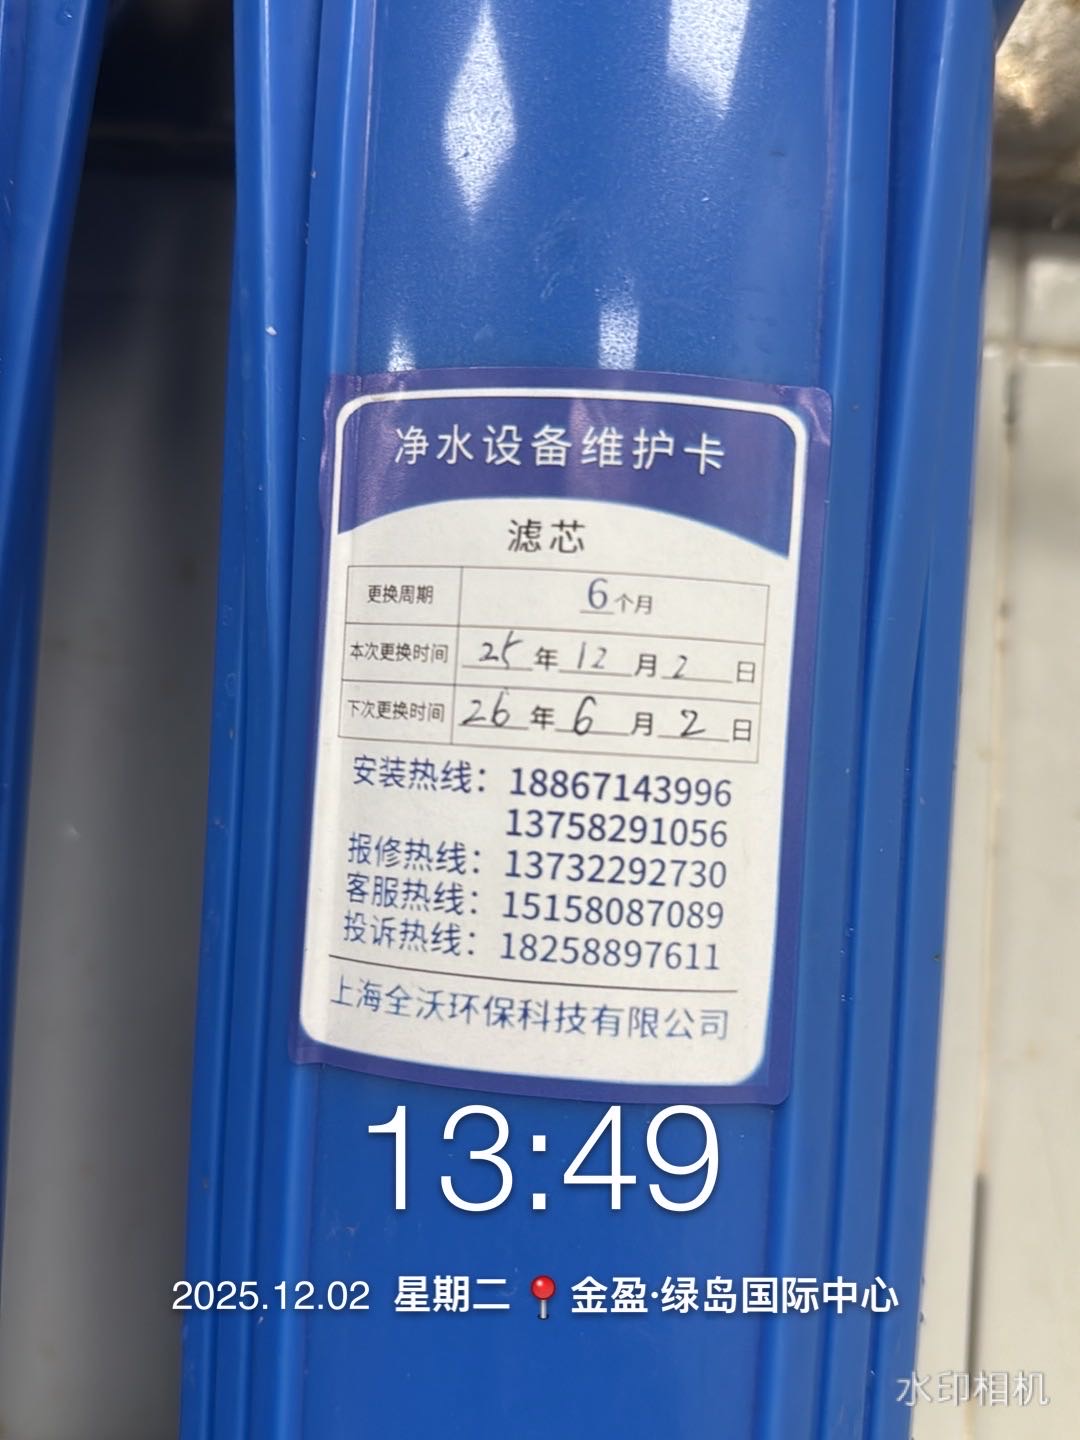 净水设备维护卡
滤芯
更换周期 6个月
本次更换时间 25年12月2日
下次更换时间 26年6月2日
安装热线：18867143996
13758291056
报修热线：13732292730
客服热线：15158087089
投诉热线：18258897611
上海全沃环保科技有限公司
13:49
2025.12.02 星期二 📍金盈·绿岛国际中心
水印相机